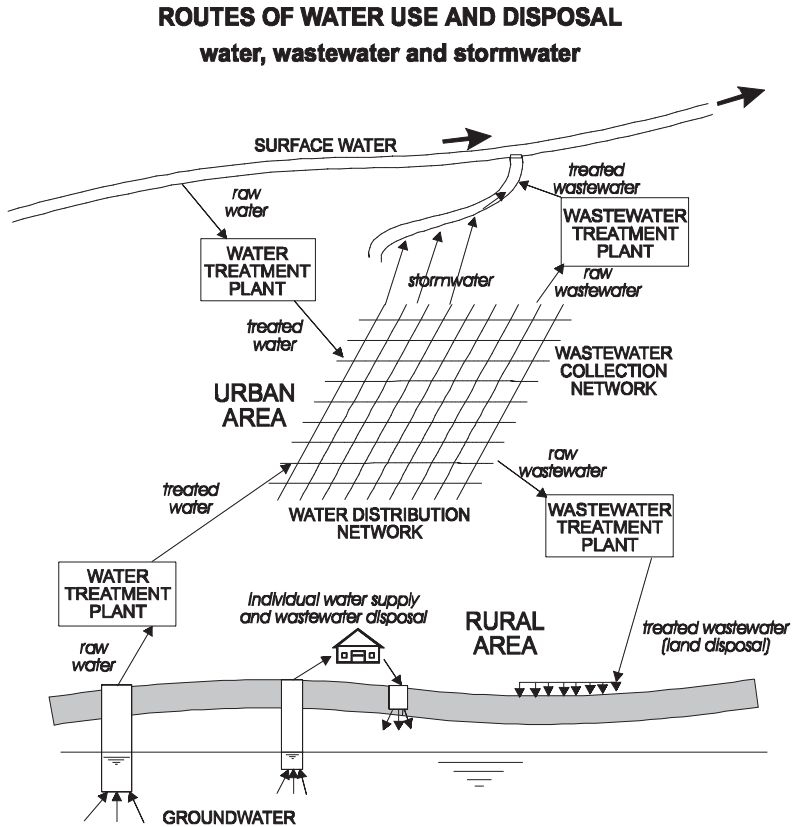 ROUTES OF WATER USE AND DISPOSAL
water, wastewater and stormwater
SURFACE WATER
raw
water
treated
wastewater
WATER
TREATMENT
PLANT
WASTEWATER
TREATMENT
PLANT
stormwater
raw
wastewater
treated
water
WASTEWATER
COLLECTION
NETWORK
URBAN
AREA
raw
wastewater
treated
water
WATER DISTRIBUTION
NETWORK
WASTEWATER
TREATMENT
PLANT
WATER
TREATMENT
PLANT
Individual water supply
and wastewater disposal
RURAL
AREA
treated wastewater
(land disposal)
raw
water
GROUNDWATER